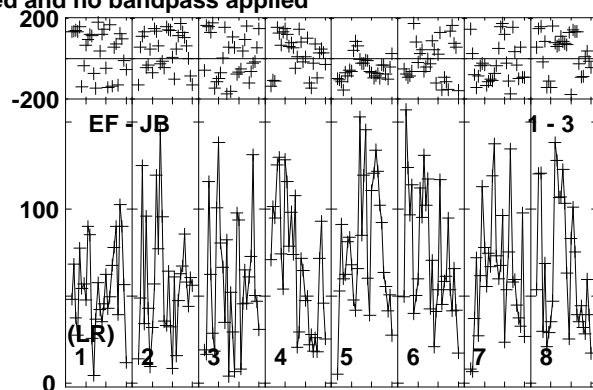 ed and no bandpass applied
200
-200
EF - JB 1 - 3
100
(LR)
1 2 3 4 5 6 7 8
0